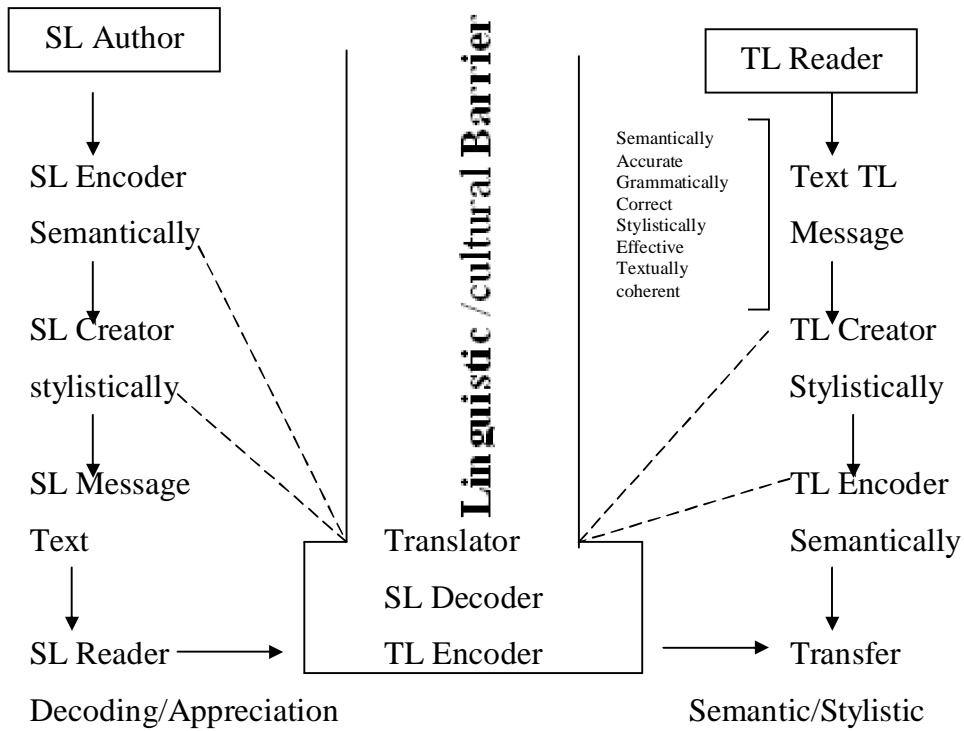 SL Author
SL Encoder
Semantically
SL Creator
stylistically
SL Message
Text
SL Reader
Decoding/Appreciation
Linguistic /cultural Barrier
Translator
SL Decoder
TL Encoder
TL Reader
Semantically
Accurate
Grammatically
Correct
Stylistically
Effective
Textually
coherent
Text TL
Message
TL Creator
Stylistically
TL Encoder
Semantically
Transfer
Semantic/Stylistic